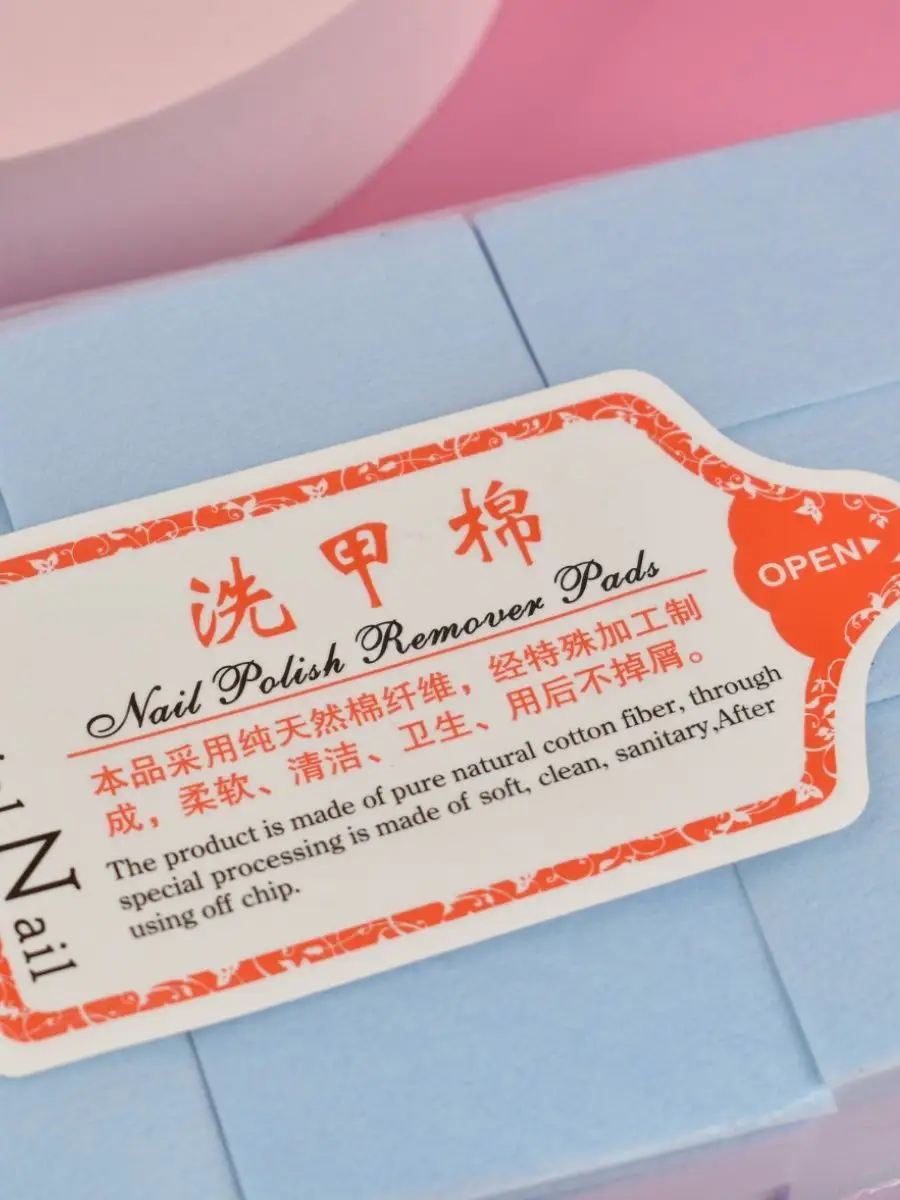 洗甲棉
Nail Polish Remover Pads
本品采用纯天然棉纤维，经特殊加工制
成，柔软、清洁、卫生、用后不掉屑。
The product is made of pure natural cotton fiber, through
special processing is made of soft, clean, sanitary,After
using off chip.
OPEN
Nail